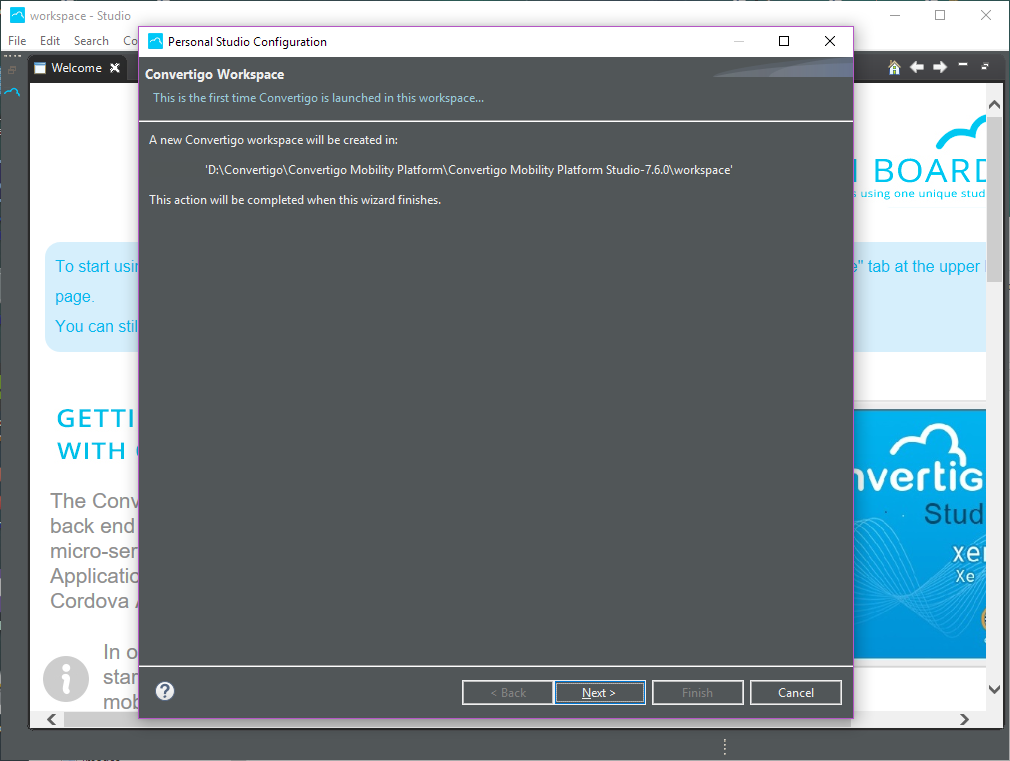 workspace - Studio
File Edit Search
Personal Studio Configuration
Welcome
Convertigo Workspace
This is the first time Convertigo is launched in this workspace...
A new Convertigo workspace will be created in:
'D:\Convertigo\Convertigo Mobility Platform\Convertigo Mobility Platform Studio-7.6.0\workspace'
This action will be completed when this wizard finishes.
BOARD
s using one unique stud
To start usin
e" tab at the upper
page.
You can stil
GETTI
WITH
The Conv
back end
micro-ser
Applicatio
Cordova
nvertig
Stud
xer
Xe
In o
star
mob
i
?
< Back
Next >
Finish
Cancel